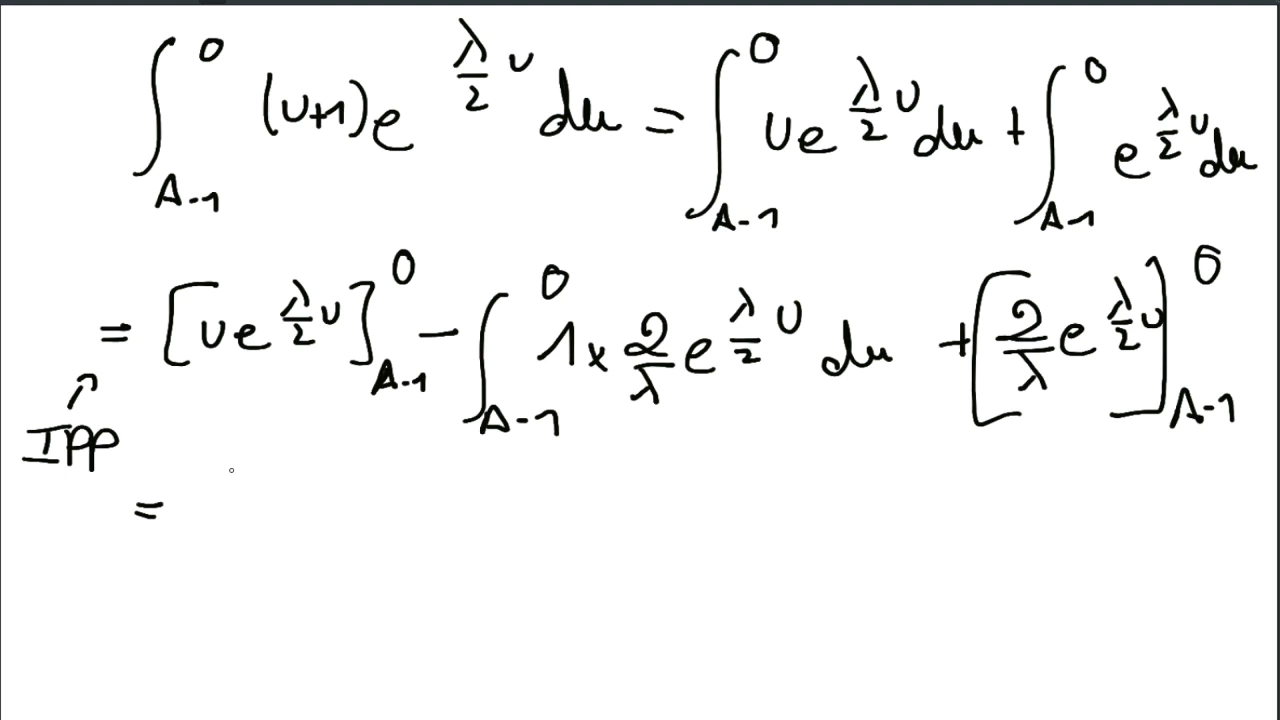 ∫_{A-1}^{0} (u+1)e^{λ/2 u} du = ∫_{A-1}^{0} ue^{λ/2 u} du + ∫_{A-1}^{0} e^{λ/2 u} du
= [ue^{λ/2 u}]_{A-1}^{0} - ∫_{A-1}^{0} 1×2/λ e^{λ/2 u} du + [2/λ e^{λ/2 u}]_{A-1}^{0}
↗
IPP
=